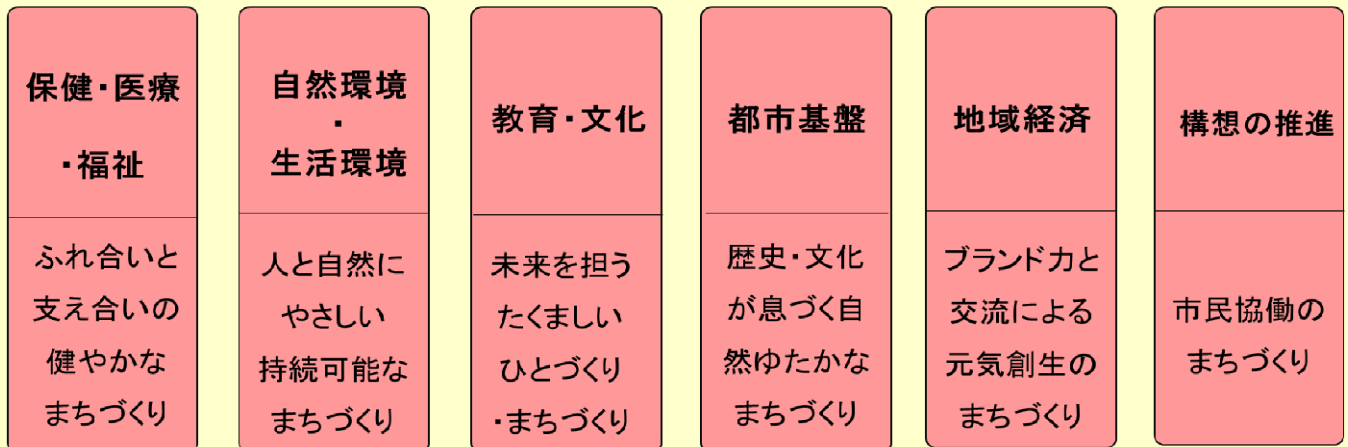 保健・医療
・福祉
ふれ合いと
支え合いの
健やかな
まちづくり
自然環境
・
生活環境
人と自然に
やさしい
持続可能な
まちづくり
教育・文化
未来を担う
たくましい
ひとづくり
・まちづくり
都市基盤
歴史・文化
が息づく自
然ゆたかな
まちづくり
地域経済
ブランド力と
交流による
元気創生の
まちづくり
構想の推進
市民協働の
まちづくり